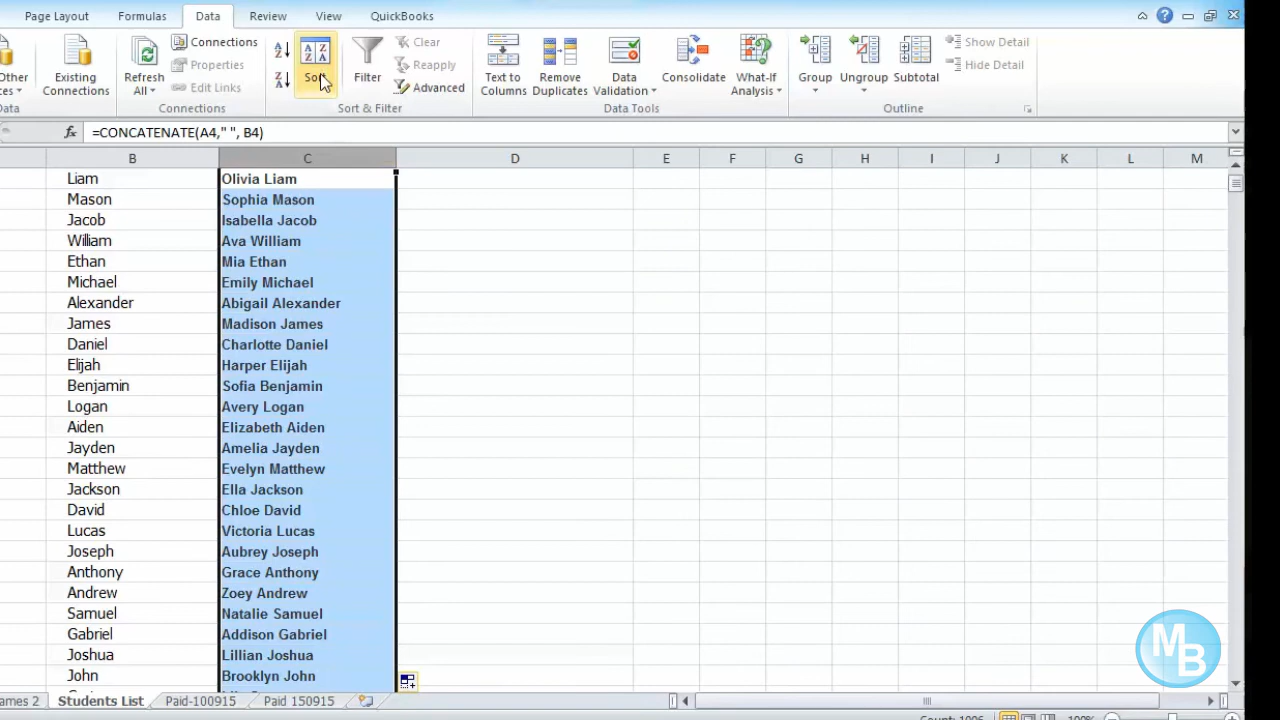 Page Layout Formulas Data Review View QuickBooks
Connections
Properties
Edit Links
Clear
Reapply
Advanced
Show Detail
Hide Detail
Other
Existing Connections
Refresh All
Sort
Filter
Text to Columns
Remove Duplicates
Data Validation
Consolidate
What-If Analysis
Group
Ungroup
Subtotal
Data
Connections
Sort & Filter
Data Tools
Outline
fx =CONCATENATE(A4," ", B4)
B C D E F G H I J K L M
Liam Olivia Liam
Mason Sophia Mason
Jacob Isabella Jacob
William Ava William
Ethan Mia Ethan
Michael Emily Michael
Alexander Abigail Alexander
James Madison James
Daniel Charlotte Daniel
Elijah Harper Elijah
Benjamin Sofia Benjamin
Logan Avery Logan
Aiden Elizabeth Aiden
Jayden Amelia Jayden
Matthew Evelyn Matthew
Jackson Ella Jackson
David Chloe David
Lucas Victoria Lucas
Joseph Aubrey Joseph
Anthony Grace Anthony
Andrew Zoey Andrew
Samuel Natalie Samuel
Gabriel Addison Gabriel
Joshua Lillian Joshua
John Brooklyn John
MB
ames 2 Students List Paid-100915 Paid 150915